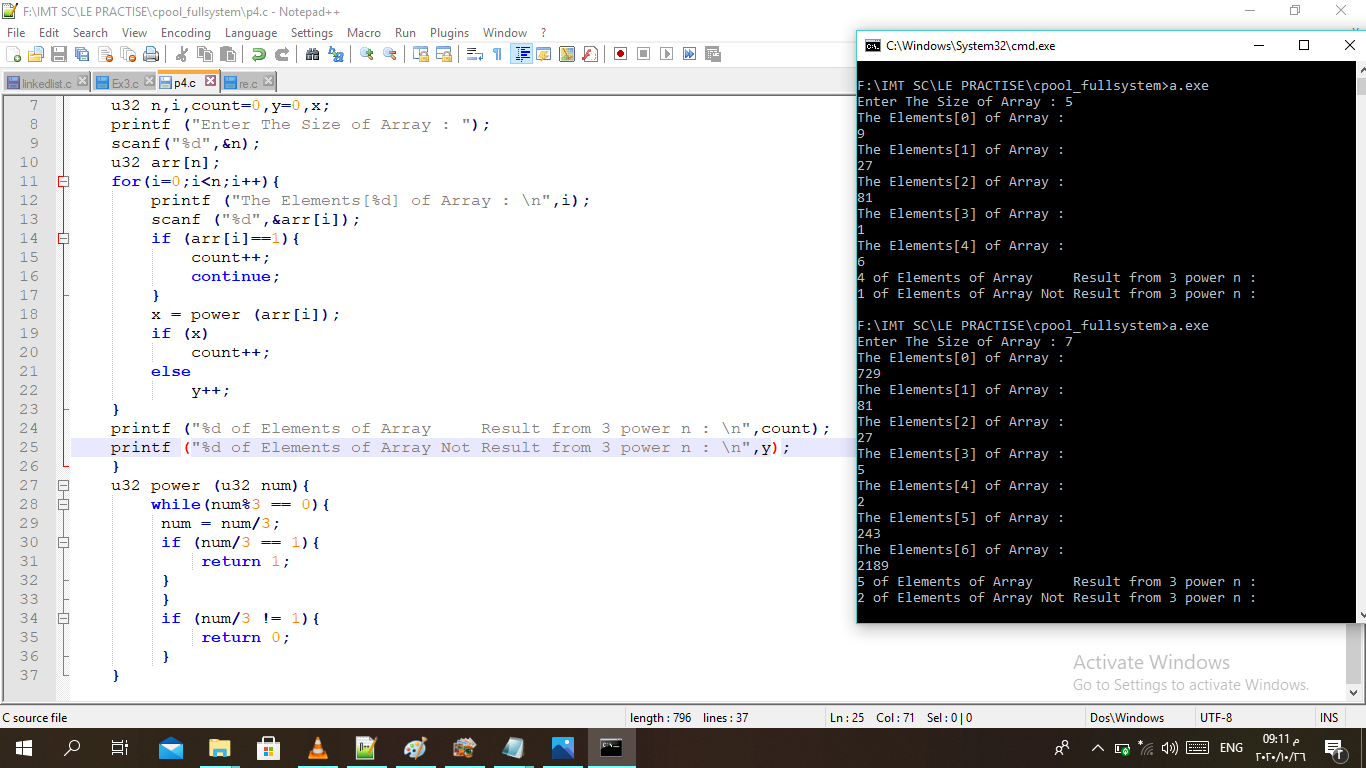 F:\IMT SC\LE PRACTISE\cpool_fullsystem\p4.c - Notepad++
File Edit Search View Encoding Language Settings Macro Run Plugins Window ?
linkedlist.c Ex3.c p4.c re.c
7 u32 n,i,count=0,y=0,x;
8 printf ("Enter The Size of Array : ");
9 scanf("%d",&n);
10 u32 arr[n];
11 for(i=0;i<n;i++){
12 printf ("The Elements[%d] of Array : \n",i);
13 scanf ("%d",&arr[i]);
14 if (arr[i]==1){
15 count++;
16 continue;
17 }
18 x = power (arr[i]);
19 if (x)
20 count++;
21 else
22 y++;
23 }
24 printf ("%d of Elements of Array     Result from 3 power n : \n",count);
25 printf ("%d of Elements of Array Not Result from 3 power n : \n",y);
26 }
27 u32 power (u32 num){
28 while(num%3 == 0){
29 num = num/3;
30 if (num/3 == 1){
31 return 1;
32 }
33 }
34 if (num/3 != 1){
35 return 0;
36 }
37 }
C:\Windows\System32\cmd.exe
F:\IMT SC\LE PRACTISE\cpool_fullsystem>a.exe
Enter The Size of Array : 5
The Elements[0] of Array :
9
The Elements[1] of Array :
27
The Elements[2] of Array :
81
The Elements[3] of Array :
1
The Elements[4] of Array :
6
4 of Elements of Array     Result from 3 power n :
1 of Elements of Array Not Result from 3 power n :
F:\IMT SC\LE PRACTISE\cpool_fullsystem>a.exe
Enter The Size of Array : 7
The Elements[0] of Array :
729
The Elements[1] of Array :
81
The Elements[2] of Array :
27
The Elements[3] of Array :
5
The Elements[4] of Array :
2
The Elements[5] of Array :
243
The Elements[6] of Array :
2189
5 of Elements of Array     Result from 3 power n :
2 of Elements of Array Not Result from 3 power n :
Activate Windows
Go to Settings to activate Windows.
C source file length : 796 lines : 37 Ln : 25 Col : 71 Sel : 0 | 0 Dos\Windows UTF-8 INS
ENG
09:11 م
٢٠٢٠/١٠/٢٦